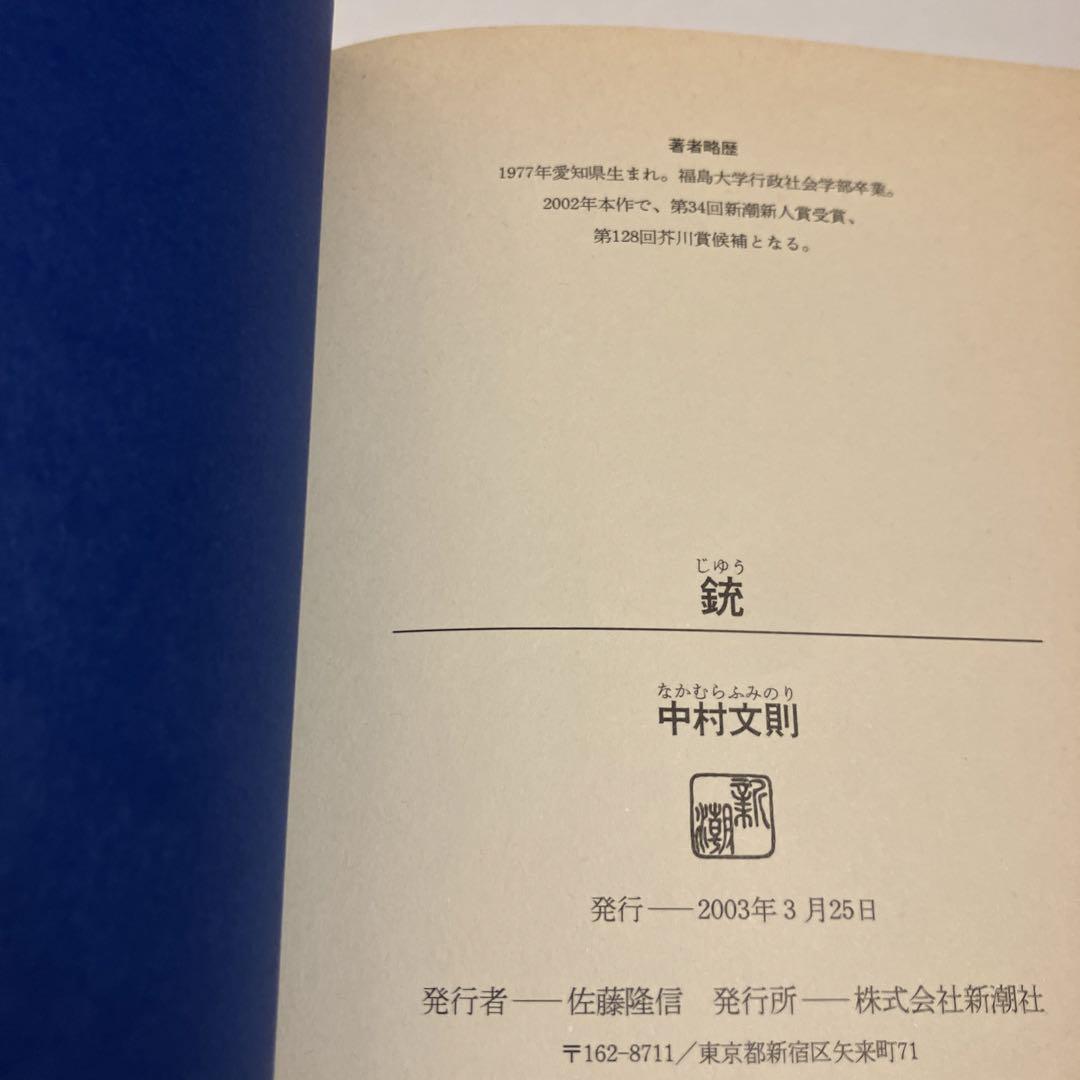 著者略歴
1977年愛知県生まれ。福島大学行政社会学部卒業。
2002年本作で、第34回新潮新人賞受賞、
第128回芥川賞候補となる。
じゅう
銃
なかむらふみのり
中村文則
新潮
発行──2003年3月25日
発行者──佐藤隆信 発行所──株式会社新潮社
〒162-8711／東京都新宿区矢来町71